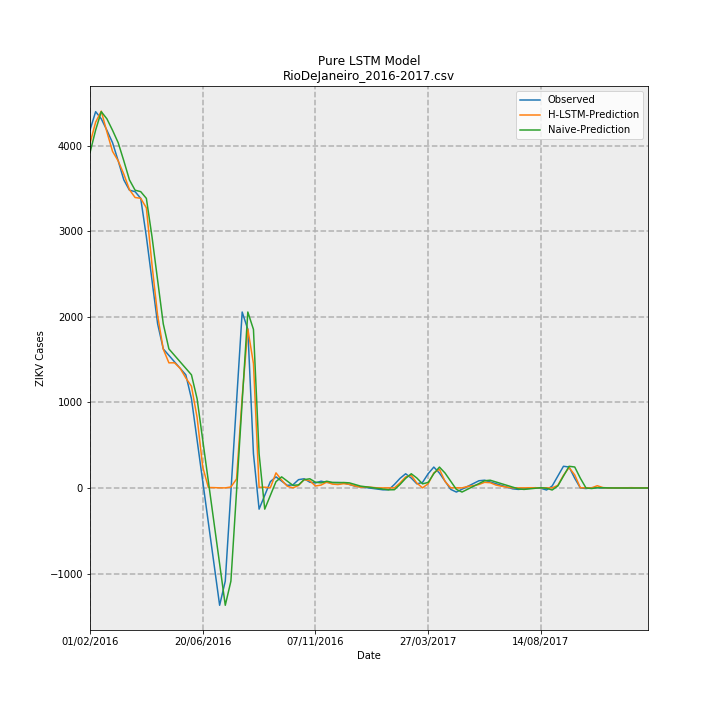 Pure LSTM Model
RioDeJaneiro_2016-2017.csv
Observed
H-LSTM-Prediction
Naive-Prediction
ZIKV Cases
4000
3000
2000
1000
0
−1000
01/02/2016
20/06/2016
07/11/2016
27/03/2017
14/08/2017
Date